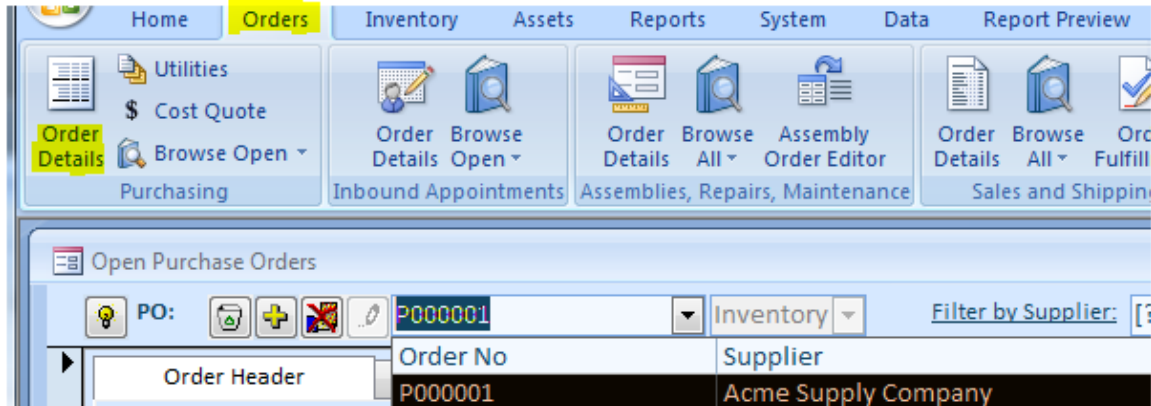 Home Orders Inventory Assets Reports System Data Report Preview
Utilities
$ Cost Quote
Order Details
Browse Open
Purchasing
Order Details
Browse Open
Inbound Appointments
Order Details
Browse All
Assembly Order Editor
Assemblies, Repairs, Maintenance
Order Details
Browse All
Sales and Shipping
Open Purchase Orders
PO: P000001 Inventory Filter by Supplier: [?
Order Header
Order No Supplier
P000001 Acme Supply Company